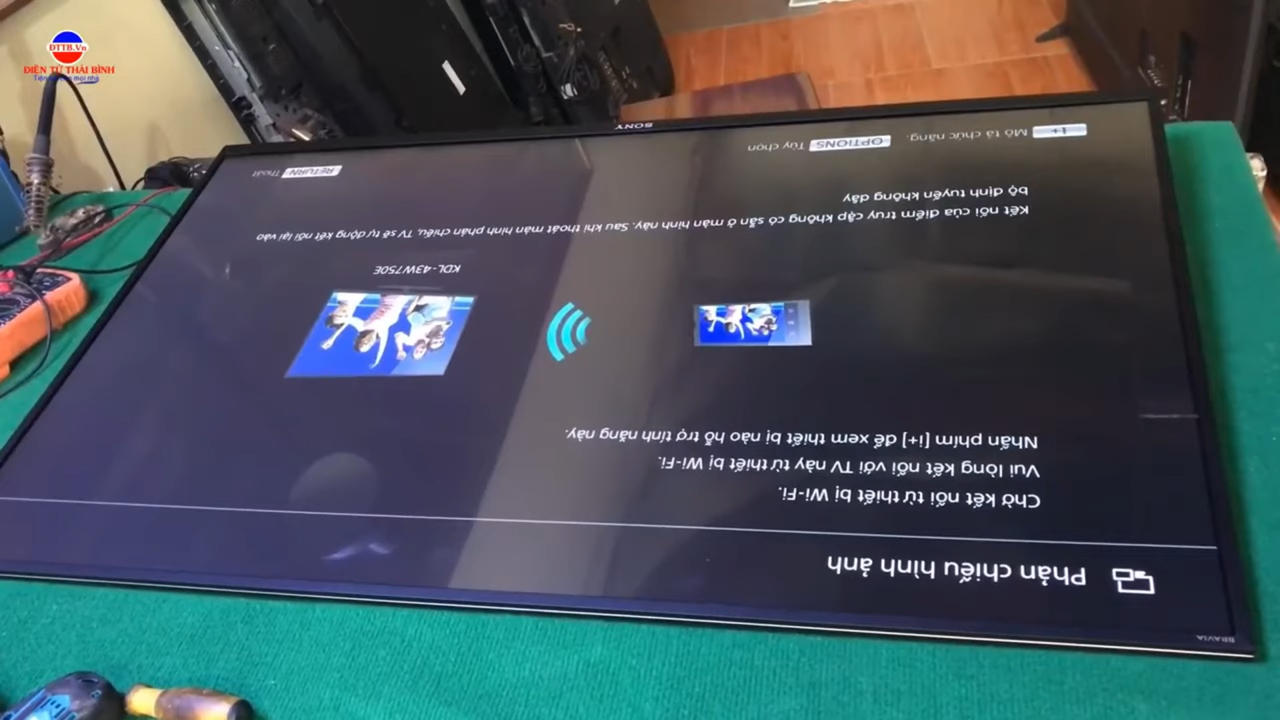 ĐTTB.Vn
ĐIỆN TỬ THÁI BÌNH
BRAVIA
Phản chiếu hình ảnh
Chờ kết nối từ thiết bị Wi-Fi.
Vui lòng kết nối với TV này từ thiết bị Wi-Fi.
Nhấn phím [i+] để xem thiết bị nào hỗ trợ tính năng này.
KDL-43W750E
Kết nối của điểm truy cập không có sẵn ở màn hình này. Sau khi thoát màn hình phản chiếu, TV sẽ tự động kết nối lại vào
bộ định tuyến không dây
i+ Mô tả chức năng. OPTIONS Tùy chọn RETURN Thoát
SONY